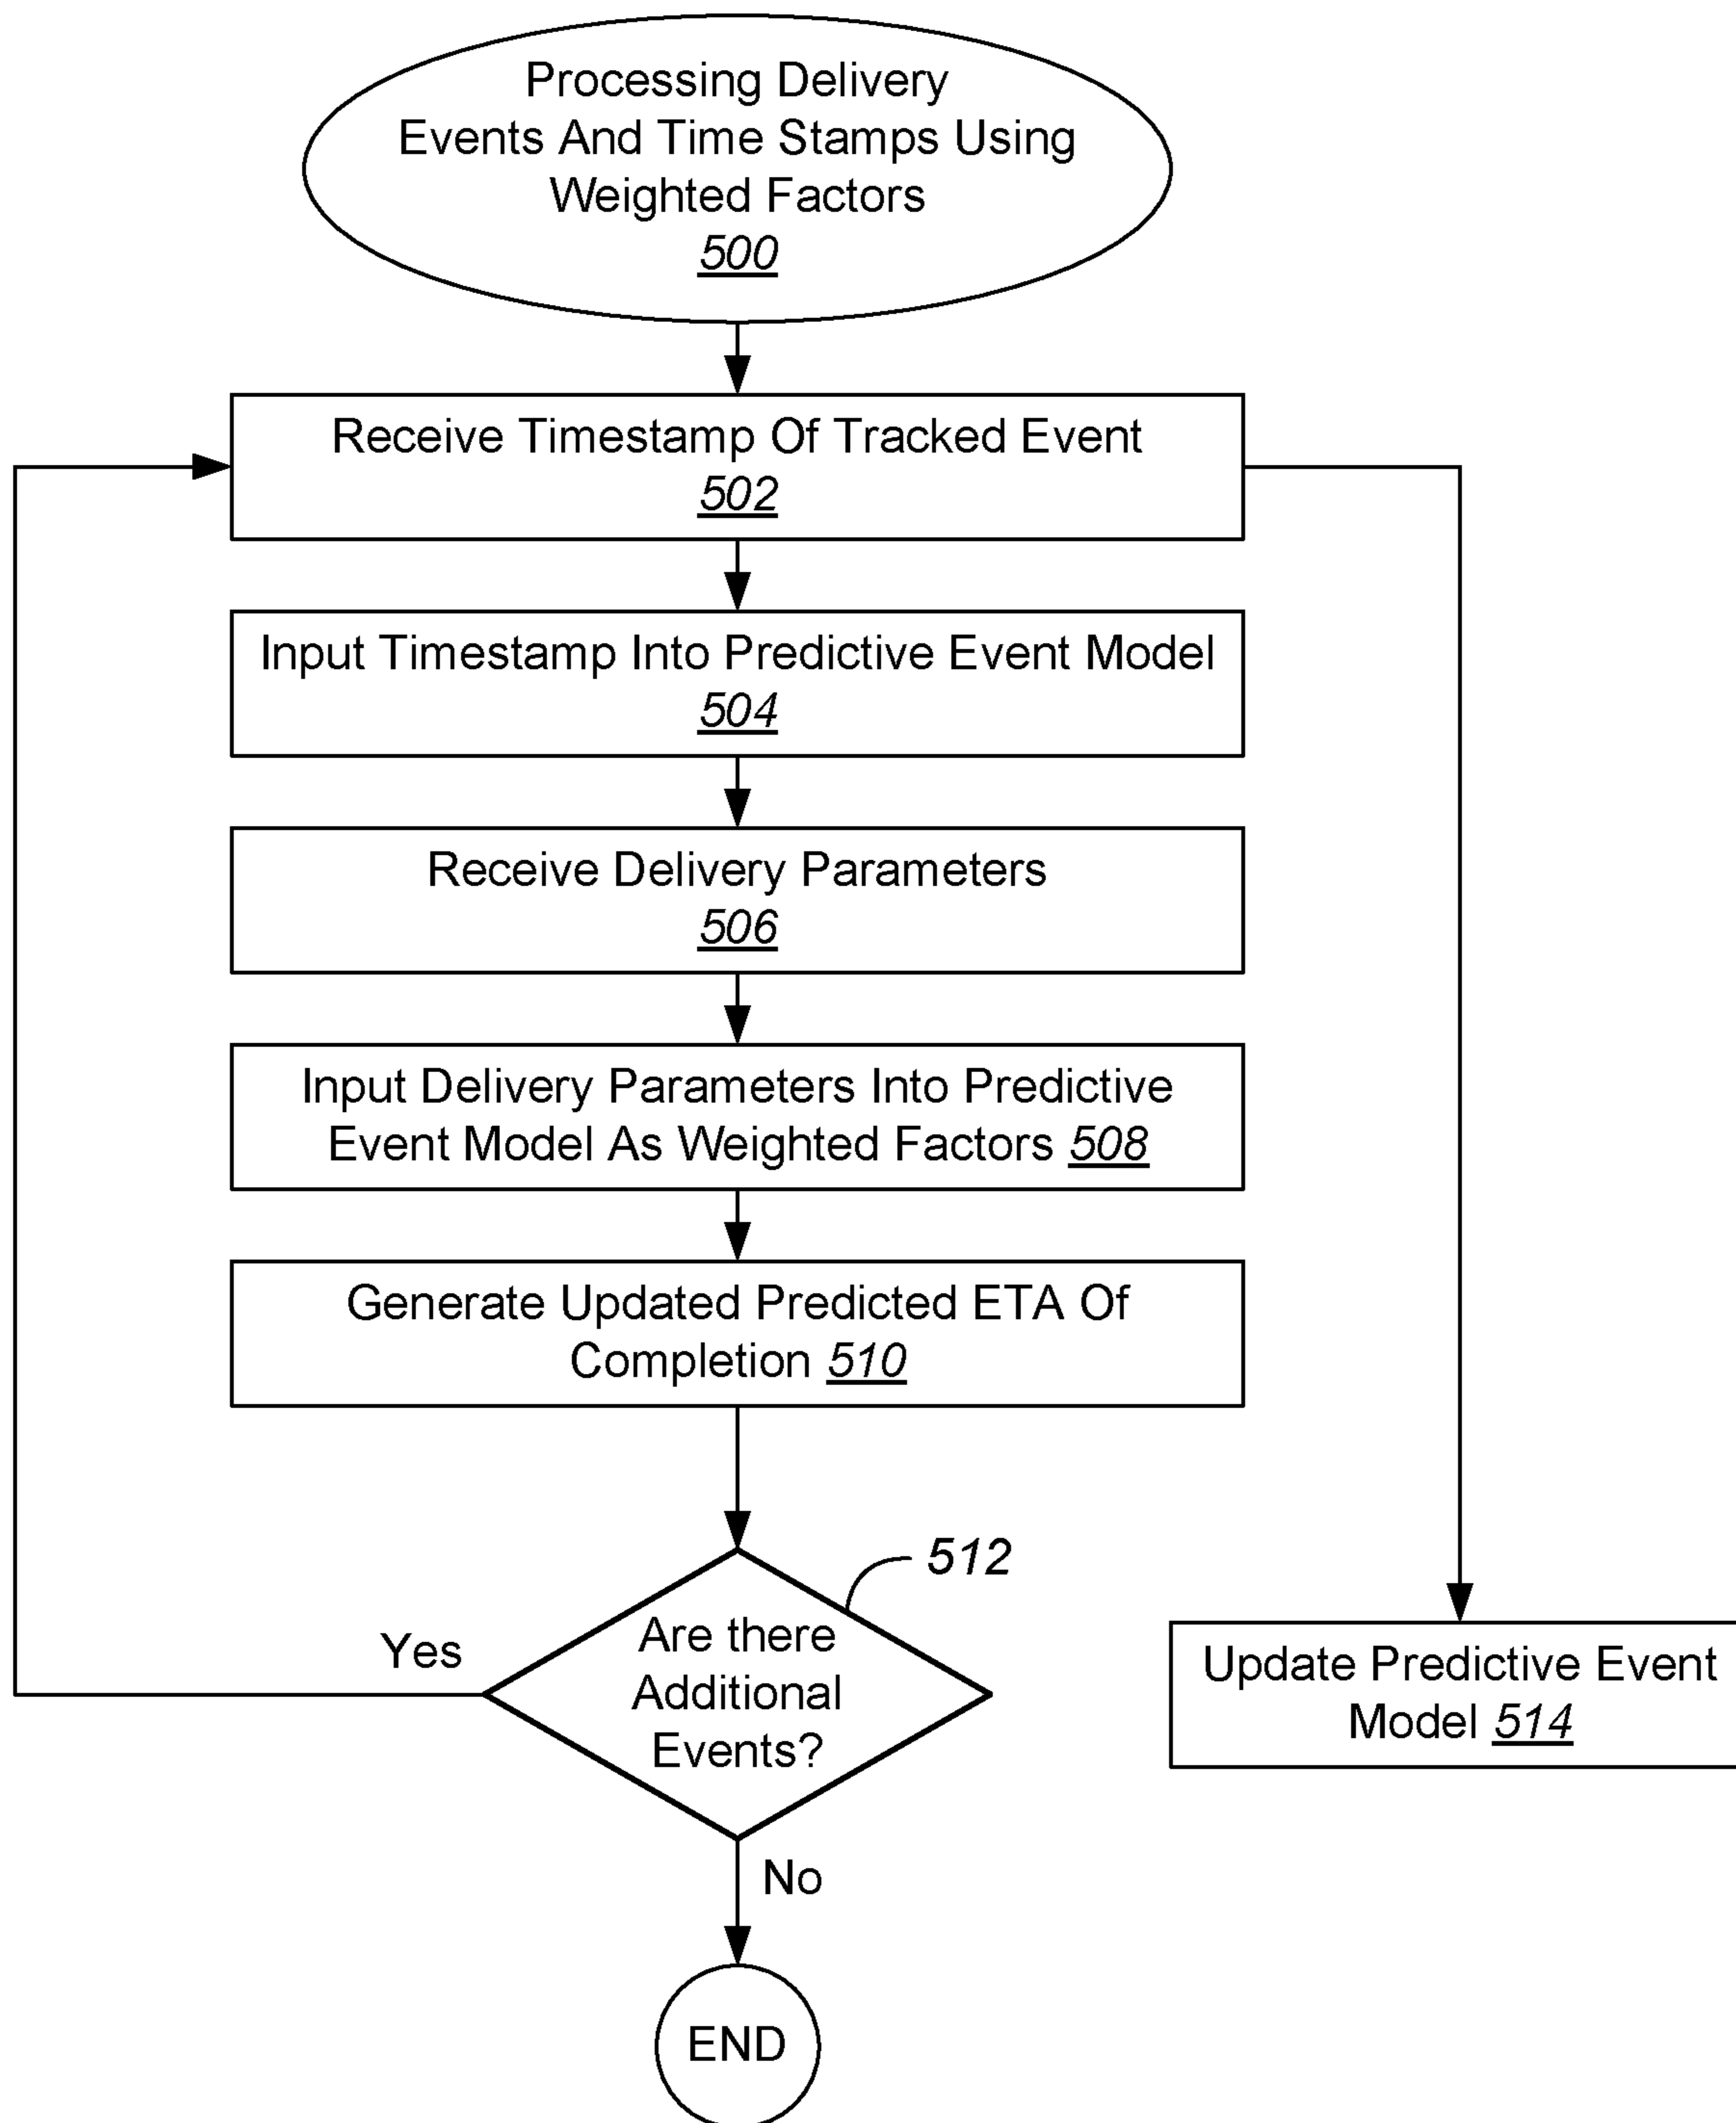 Processing Delivery
Events And Time Stamps Using
Weighted Factors
500
Receive Timestamp Of Tracked Event
502
Input Timestamp Into Predictive Event Model
504
Receive Delivery Parameters
506
Input Delivery Parameters Into Predictive
Event Model As Weighted Factors 508
Generate Updated Predicted ETA Of
Completion 510
512
Are there
Additional
Events?
Yes
Update Predictive Event
Model 514
No
END